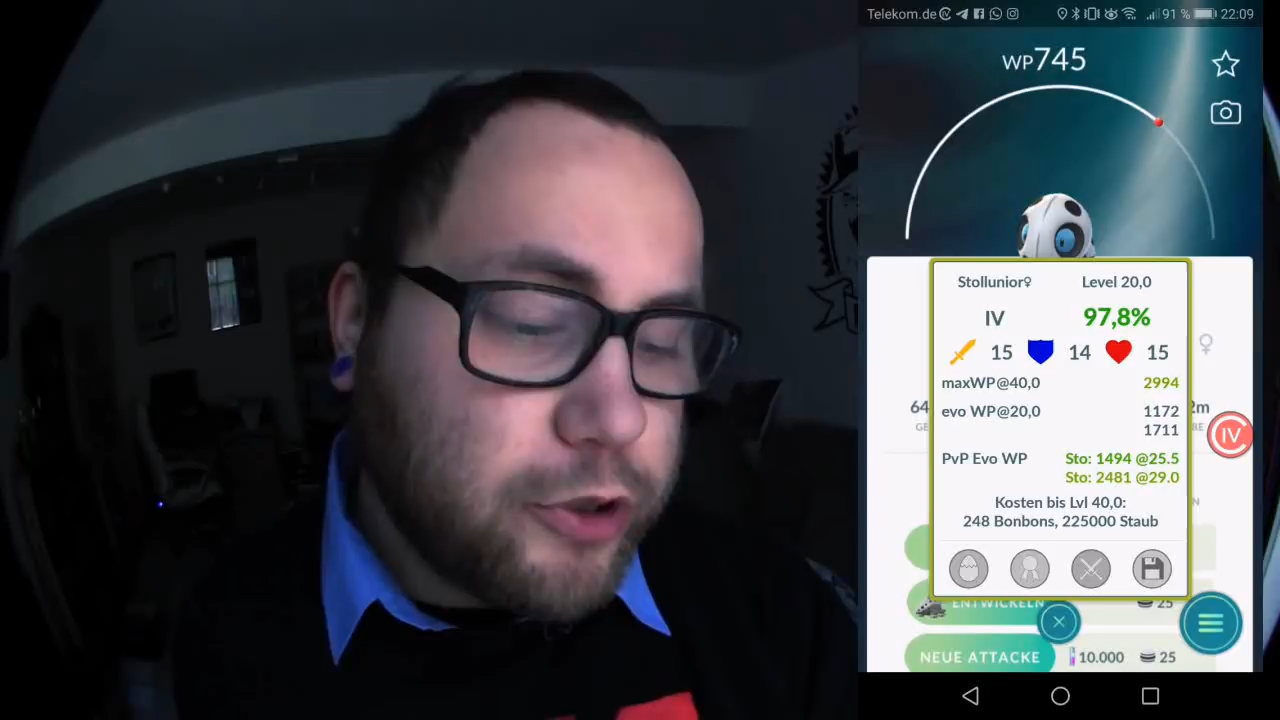 Telekom.de 91 % 22:09
WP745
Stollunior♀ Level 20,0
IV 97,8%
15 14 15
maxWP@40,0 2994
evo WP@20,0 1172
1711
64 2m
GE BE
IV
PvP Evo WP Sto: 1494 @25.5
Sto: 2481 @29.0
Kosten bis Lvl 40,0:
248 Bonbons, 225000 Staub
N
ENTWICKELN 25
NEUE ATTACKE 10.000 25